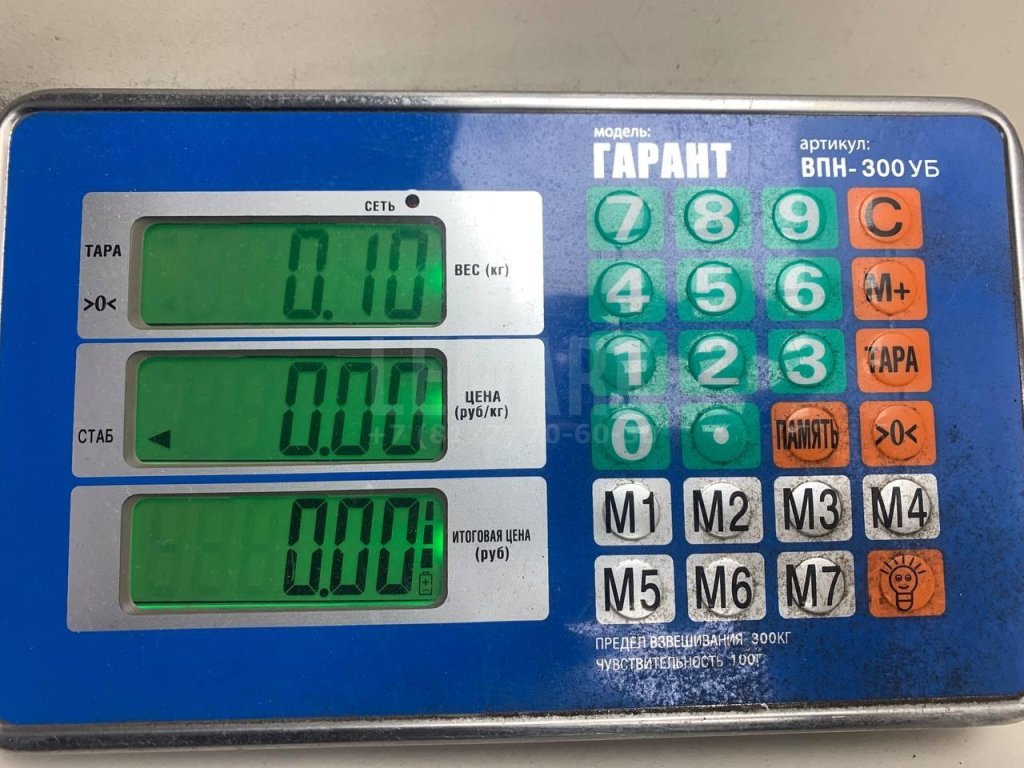 модель:
ГАРАНТ
артикул:
ВПН-300УБ
СЕТЬ
ТАРА
>0<
0.10
ВЕС (кг)
СТАБ
0.00
ЦЕНА
(руб/кг)
0.00
ИТОГОВАЯ ЦЕНА
(руб)
7 8 9 C
4 5 6 M+
1 2 3 ТАРА
0 . ПАМЯТЬ >0<
M1 M2 M3 M4
M5 M6 M7
ПРЕДЕЛ ВЗВЕШИВАНИЯ- 300КГ
ЧУВСТВИТЕЛЬНОСТЬ 100Г